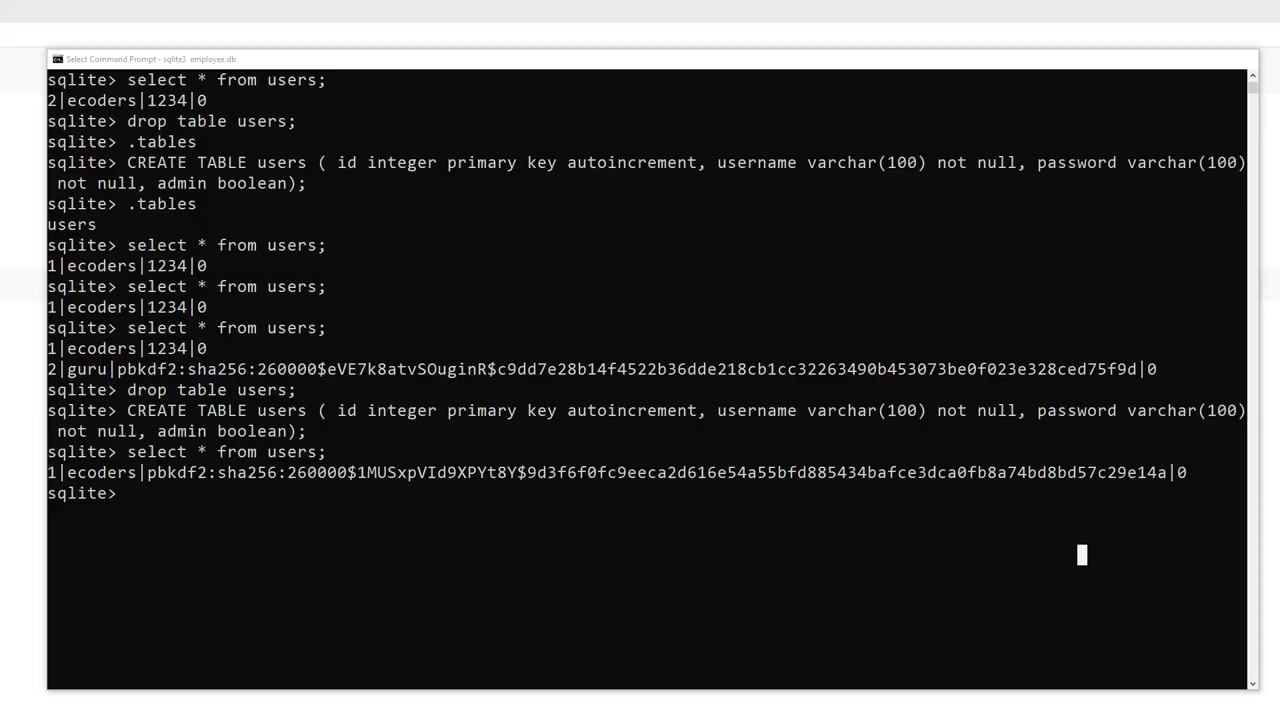 Select Command Prompt - sqlite3  employee.db
sqlite> select * from users;
2|ecoders|1234|0
sqlite> drop table users;
sqlite> .tables
sqlite> CREATE TABLE users ( id integer primary key autoincrement, username varchar(100) not null, password varchar(100)
 not null, admin boolean);
sqlite> .tables
users
sqlite> select * from users;
1|ecoders|1234|0
sqlite> select * from users;
1|ecoders|1234|0
sqlite> select * from users;
1|ecoders|1234|0
2|guru|pbkdf2:sha256:260000$eVE7k8atvSOuginR$c9dd7e28b14f4522b36dde218cb1cc32263490b453073be0f023e328ced75f9d|0
sqlite> drop table users;
sqlite> CREATE TABLE users ( id integer primary key autoincrement, username varchar(100) not null, password varchar(100)
 not null, admin boolean);
sqlite> select * from users;
1|ecoders|pbkdf2:sha256:260000$1MUSxpVId9XPYt8Y$9d3f6f0fc9eeca2d616e54a55bfd885434bafce3dca0fb8a74bd8bd57c29e14a|0
sqlite>